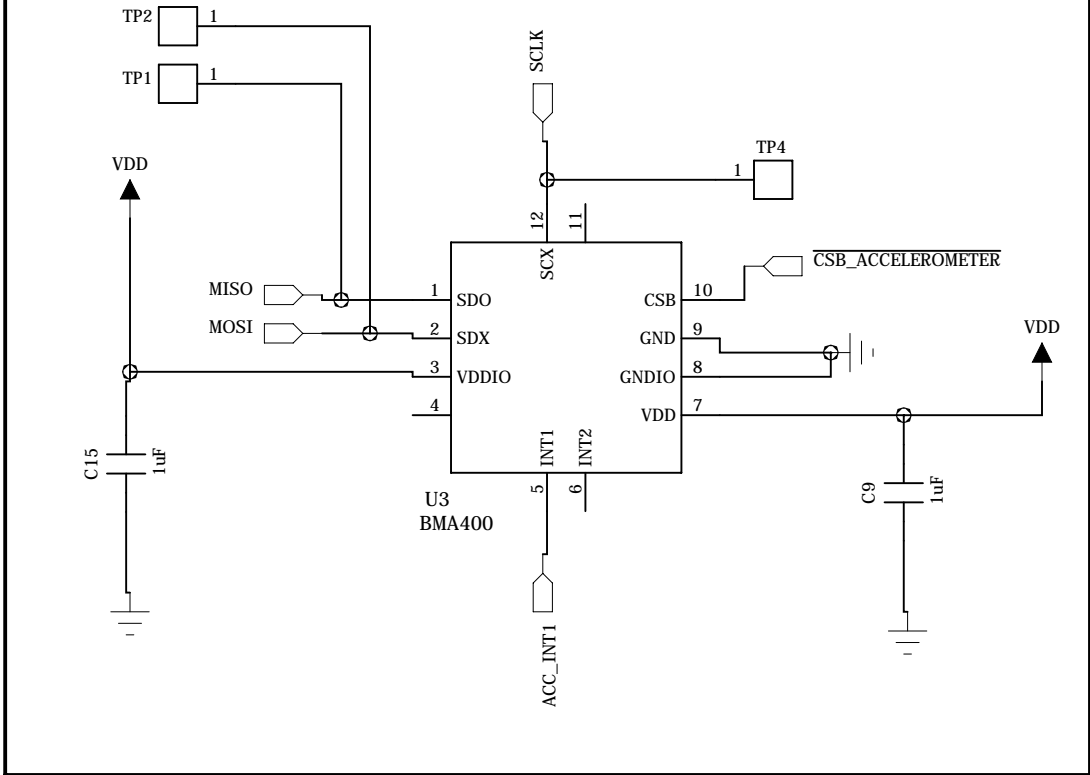 TP2
1
TP1
1
SCLK
TP4
1
VDD
12
11
SCX
CSB_ACCELEROMETER
MISO
1
SDO
CSB
10
MOSI
2
SDX
GND
9
VDD
3
VDDIO
GNDIO
8
4
VDD
7
INT1
INT2
C15
1uF
5
6
C9
1uF
U3
BMA400
ACC_INT1